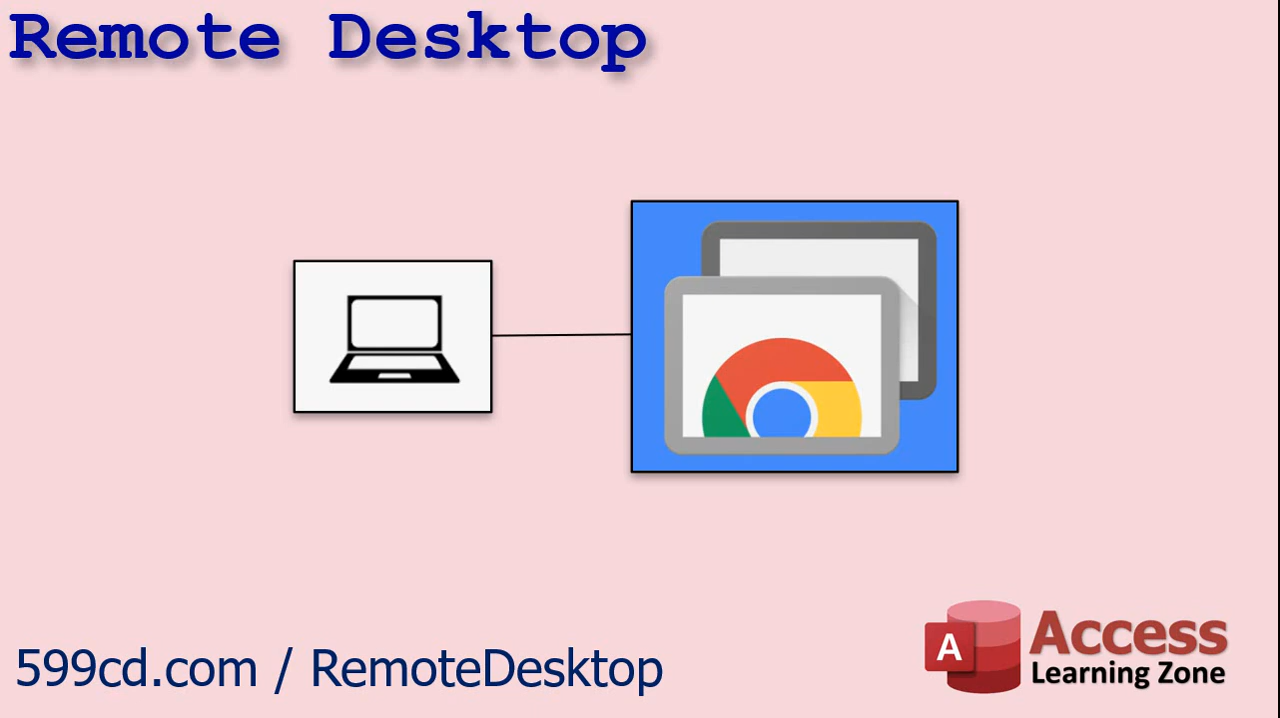 Remote Desktop
599cd.com / RemoteDesktop
A
Access
Learning Zone